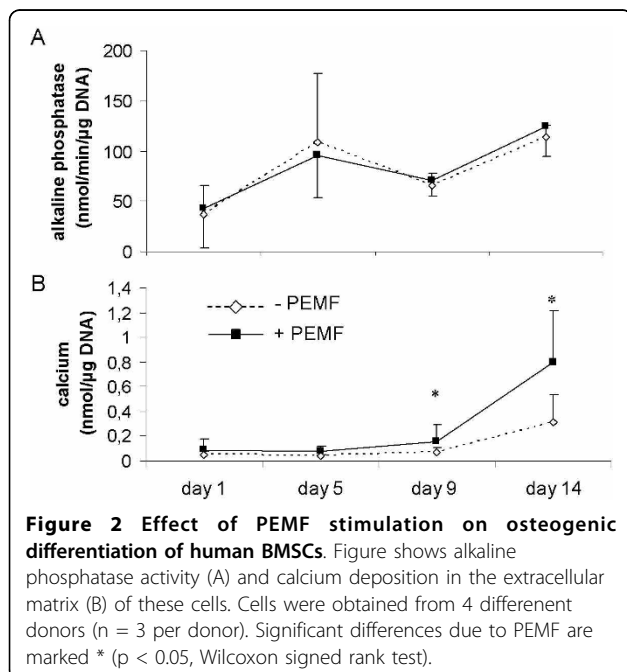 A
alkaline phosphatase
(nmol/min/µg DNA)
200
150
100
50
0
B
calcium
(nmol/µg DNA)
1,4
1,2
1
0,8
0,6
0,4
0,2
0
- PEMF
+ PEMF
*
*
day 1 day 5 day 9 day 14
Figure 2 Effect of PEMF stimulation on osteogenic
differentiation of human BMSCs. Figure shows alkaline
phosphatase activity (A) and calcium deposition in the extracellular
matrix (B) of these cells. Cells were obtained from 4 differenent
donors (n = 3 per donor). Significant differences due to PEMF are
marked * (p < 0.05, Wilcoxon signed rank test).